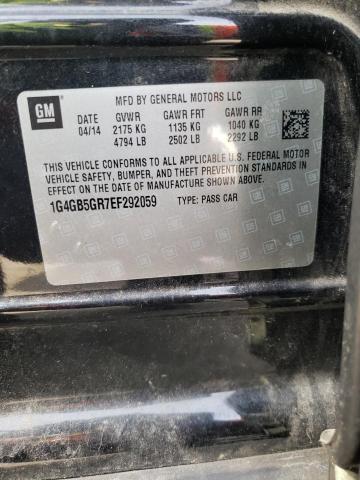 GM
MFD BY GENERAL MOTORS LLC
DATE GVWR GAWR FRT GAWR RR
04/14 2175 KG 1135 KG 1040 KG
4794 LB 2502 LB 2292 LB
THIS VEHICLE CONFORMS TO ALL APPLICABLE U.S. FEDERAL MOTOR
VEHICLE SAFETY, BUMPER, AND THEFT PREVENTION STANDARDS IN
EFFECT ON THE DATE OF MANUFACTURE SHOWN ABOVE.
1G4GB5GR7EF292059 TYPE: PASS CAR